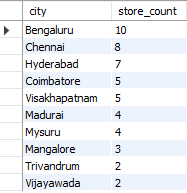 city store_count
Bengaluru 10
Chennai 8
Hyderabad 7
Coimbatore 5
Visakhapatnam 5
Madurai 4
Mysuru 4
Mangalore 3
Trivandrum 2
Vijayawada 2